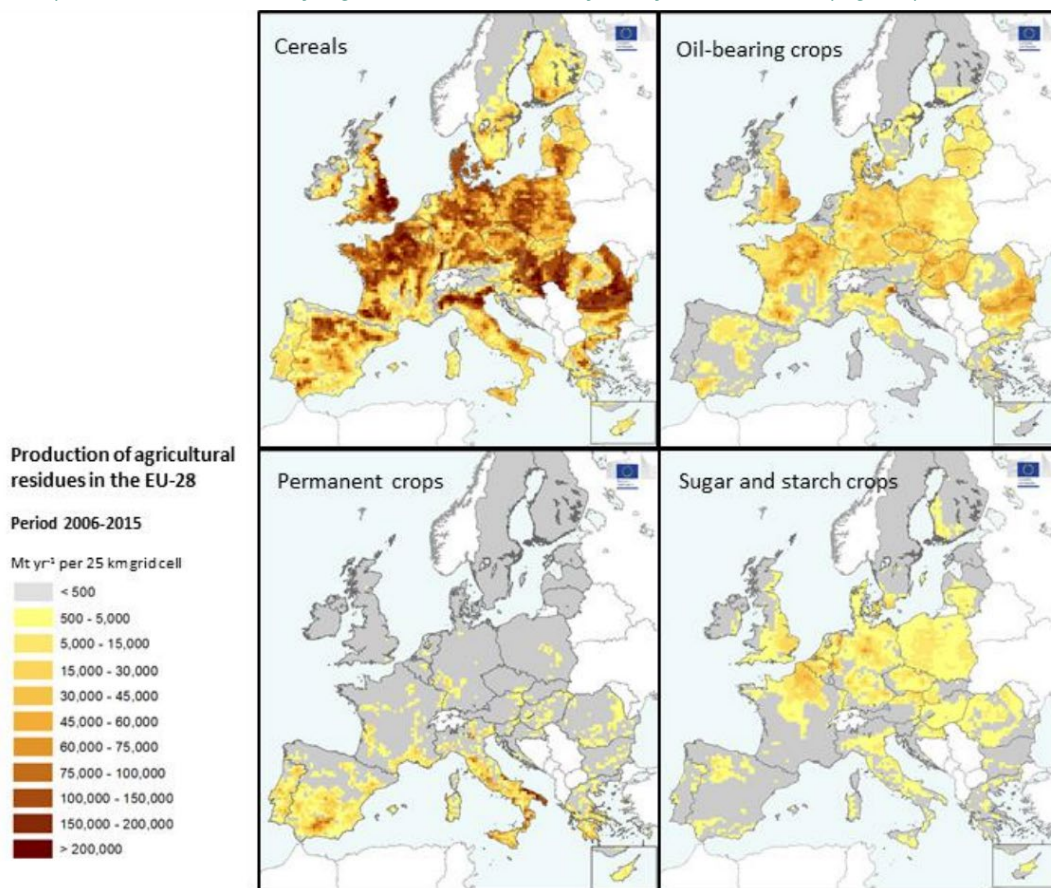 Cereals
Oil-bearing crops
Production of agricultural
residues in the EU-28
Period 2006-2015
Mt yr⁻¹ per 25 km grid cell
< 500
500 - 5,000
5,000 - 15,000
15,000 - 30,000
30,000 - 45,000
45,000 - 60,000
60,000 - 75,000
75,000 - 100,000
100,000 - 150,000
150,000 - 200,000
> 200,000
Permanent crops
Sugar and starch crops